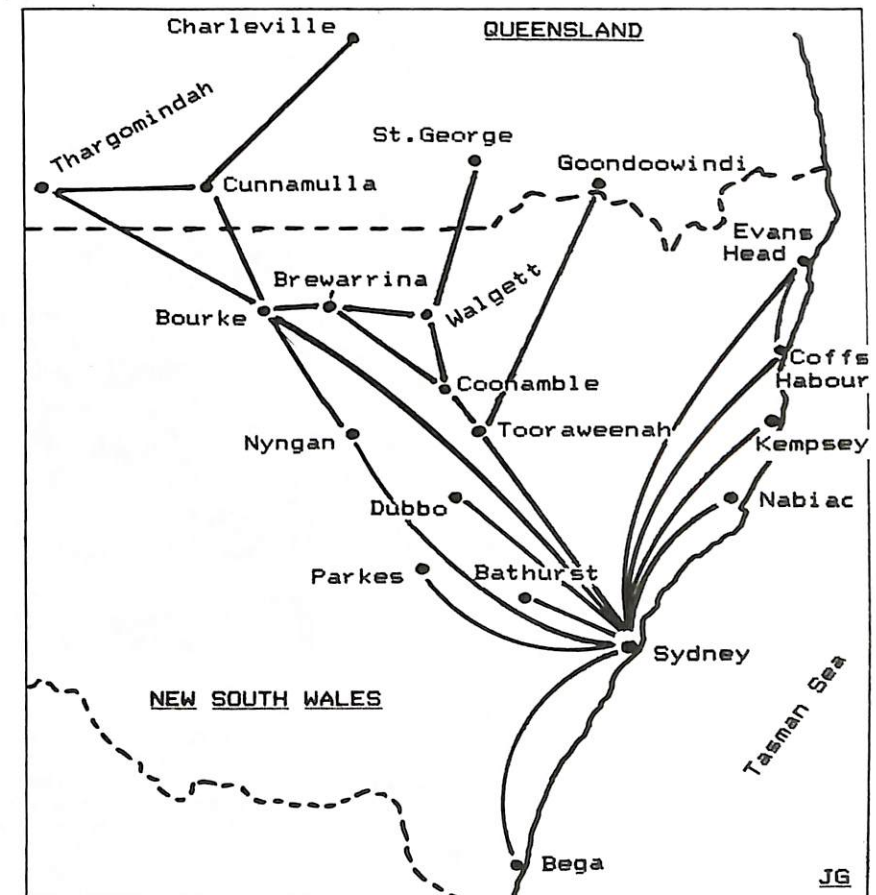 Charleville
QUEENSLAND
Thargomindah
St.George
Goondoowindi
Cunnamulla
Evans
Head
Brewarrina
Walgett
Bourke
Coffs
Habour
Coonamble
Tooraweenah
Nyngan
Kempsey
Dubbo
Nabiac
Parkes
Bathurst
Sydney
NEW SOUTH WALES
Tasman Sea
Bega
JG